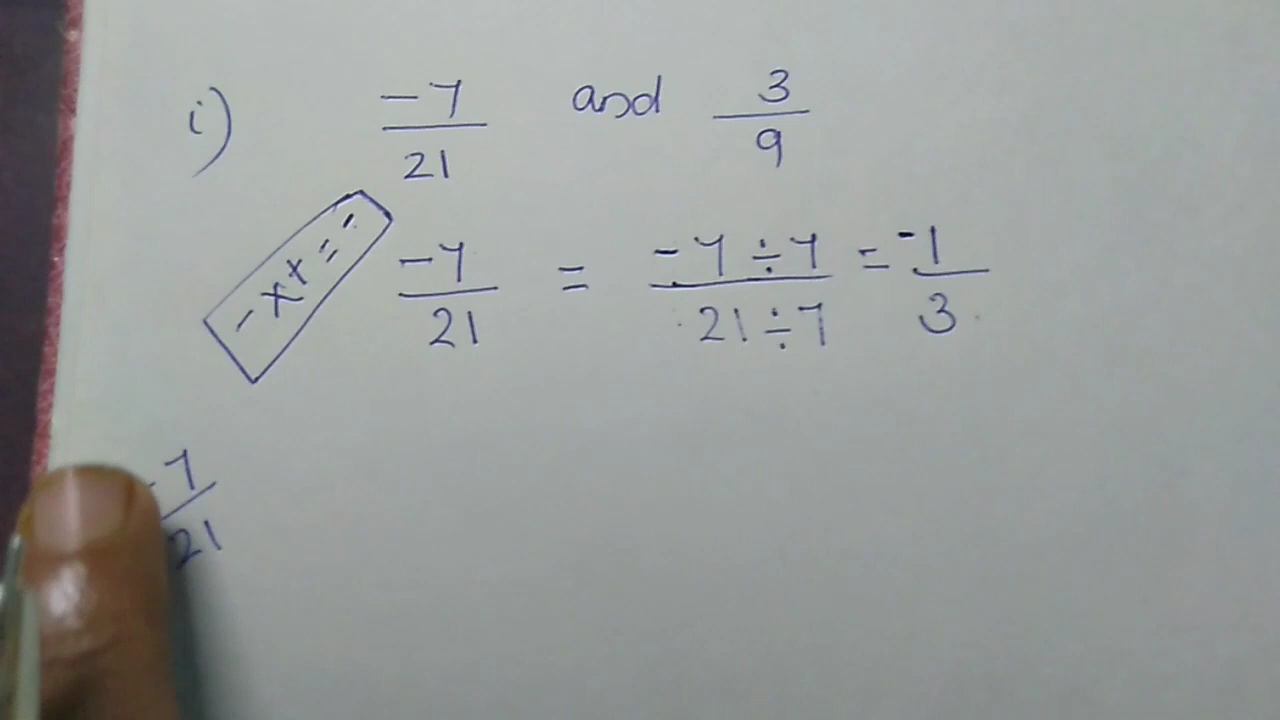 i) -7/21 and 3/9
- x + = -
-7/21 = -7÷7/21÷7 = -1/3
-7/21